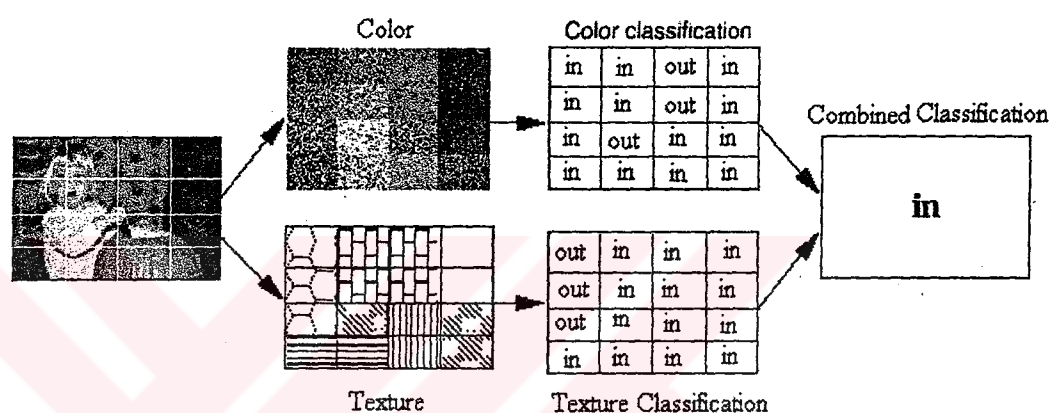 Color
Color classification
in in out in
in in out in
in out in in
in in in in
Combined Classification
in
out in in in
out in in in
out in in in
in in in in
Texture
Texture Classification